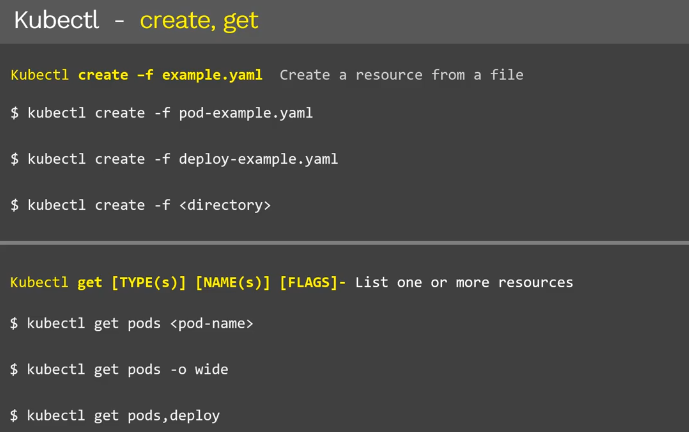 Kubectl - create, get
Kubectl create –f example.yaml Create a resource from a file
$ kubectl create -f pod-example.yaml
$ kubectl create -f deploy-example.yaml
$ kubectl create -f <directory>
Kubectl get [TYPE(s)] [NAME(s)] [FLAGS]- List one or more resources
$ kubectl get pods <pod-name>
$ kubectl get pods -o wide
$ kubectl get pods,deploy